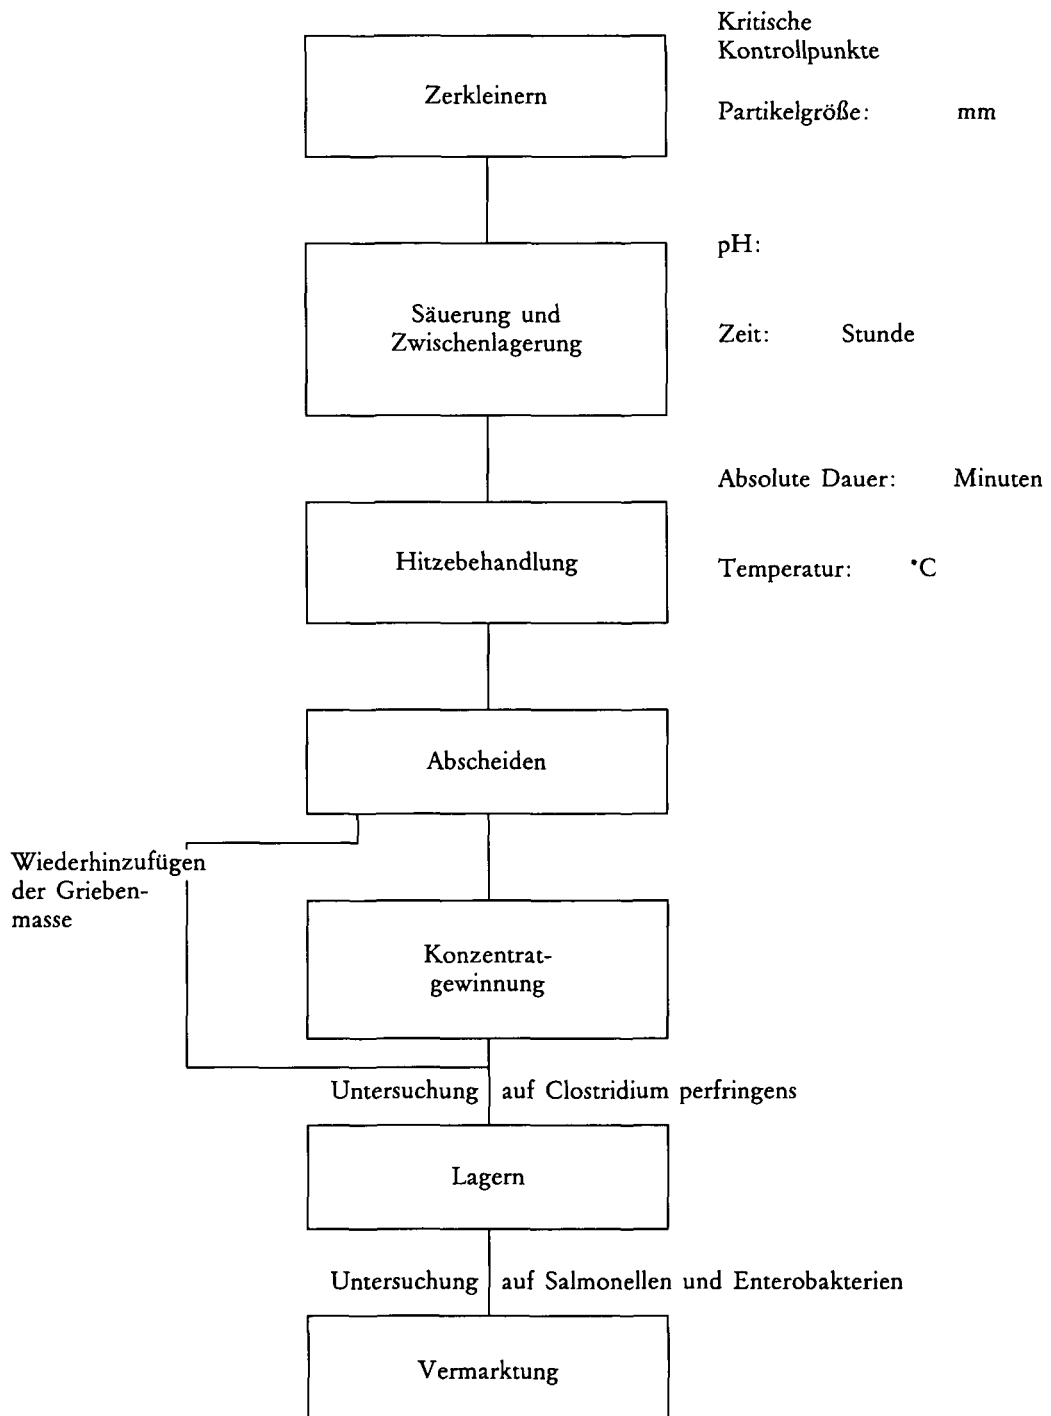 Kritische
Kontrollpunkte
Zerkleinern
Partikelgröße: mm
pH:
Säuerung und
Zwischenlagerung
Zeit: Stunde
Absolute Dauer: Minuten
Hitzebehandlung
Temperatur: °C
Abscheiden
Wiederhinzufügen
der Grieben-
masse
Konzentrat-
gewinnung
Untersuchung auf Clostridium perfringens
Lagern
Untersuchung auf Salmonellen und Enterobakterien
Vermarktung